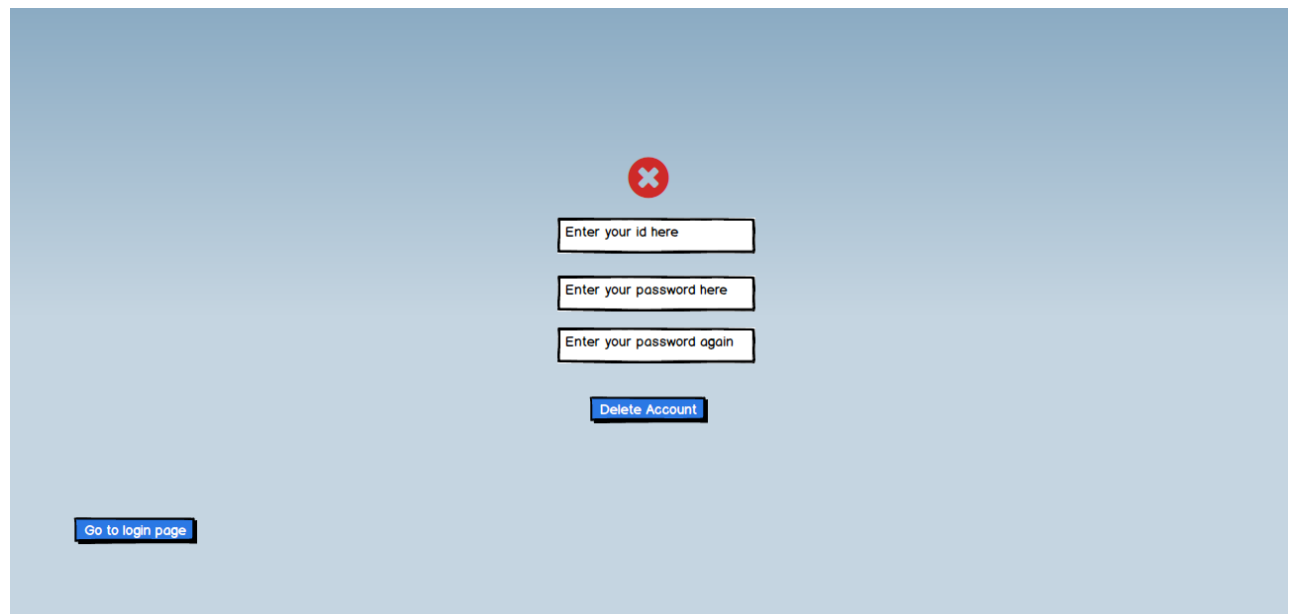 Enter your id here
Enter your password here
Enter your password again
Delete Account
Go to login page